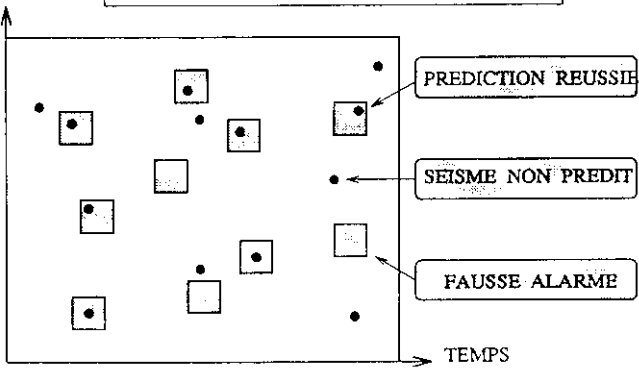 PREDICTION REUSSIE
SEISME NON PREDIT
FAUSSE ALARME
TEMPS